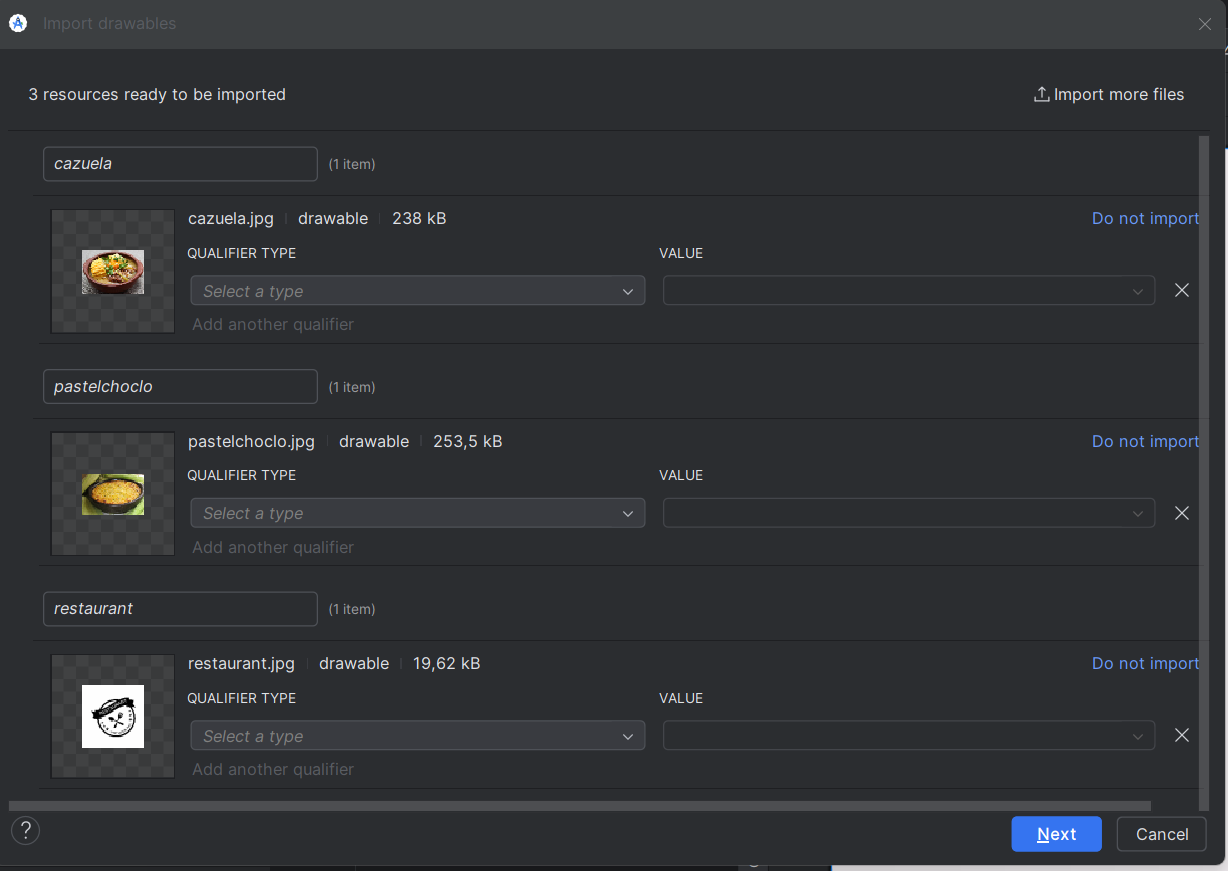 Import drawables
3 resources ready to be imported
Import more files
cazuela (1 item)
cazuela.jpg drawable 238 kB Do not import
QUALIFIER TYPE VALUE
Select a type
Add another qualifier
pastelchoclo (1 item)
pastelchoclo.jpg drawable 253,5 kB Do not import
QUALIFIER TYPE VALUE
Select a type
Add another qualifier
restaurant (1 item)
restaurant.jpg drawable 19,62 kB Do not import
QUALIFIER TYPE VALUE
Select a type
Add another qualifier
? Next Cancel